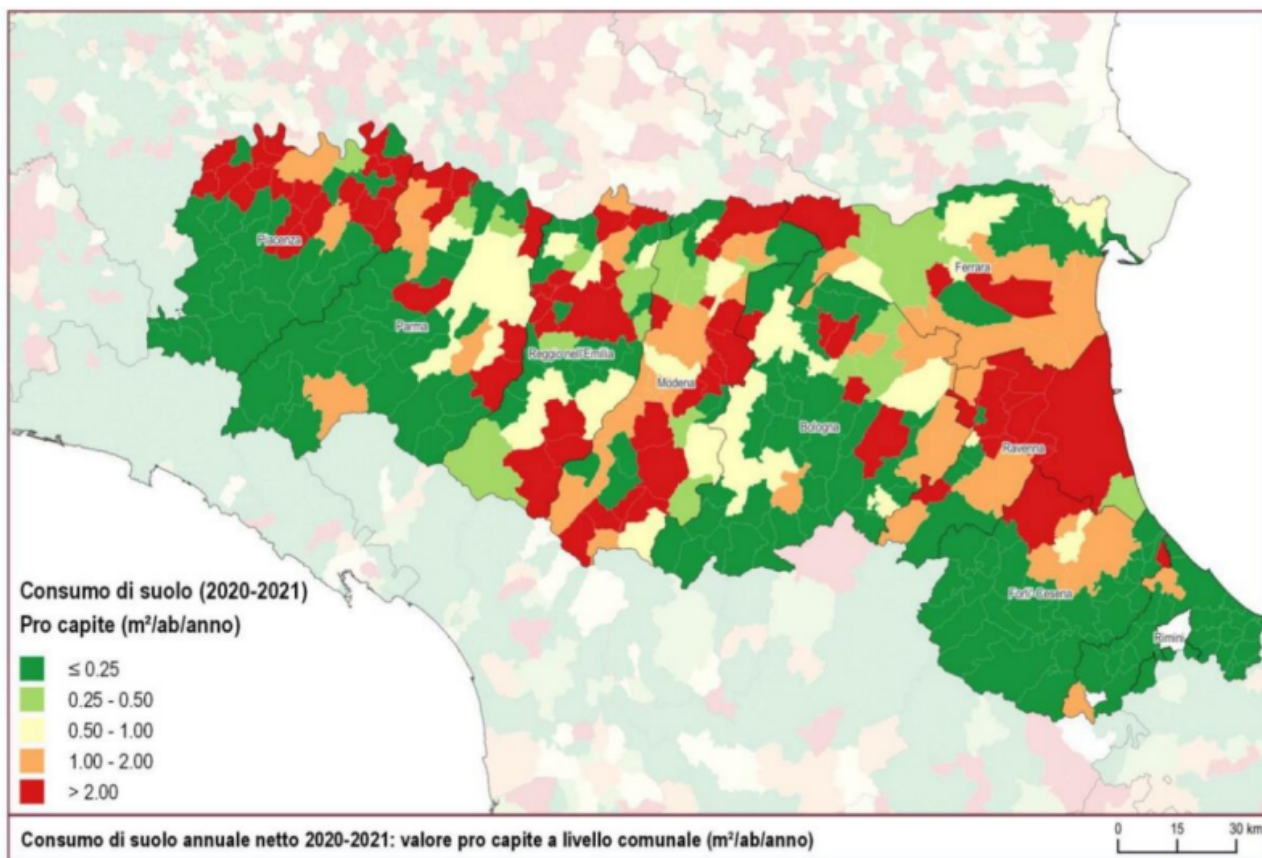 Piacenza
Ferrara
Parma
Reggio nell'Emilia
Modena
Bologna
Ravenna
Forlì-Cesena
Rimini
Consumo di suolo (2020-2021)
Pro capite (m²/ab/anno)
≤ 0.25
0.25 - 0.50
0.50 - 1.00
1.00 - 2.00
> 2.00
Consumo di suolo annuale netto 2020-2021: valore pro capite a livello comunale (m²/ab/anno)
0 15 30 km